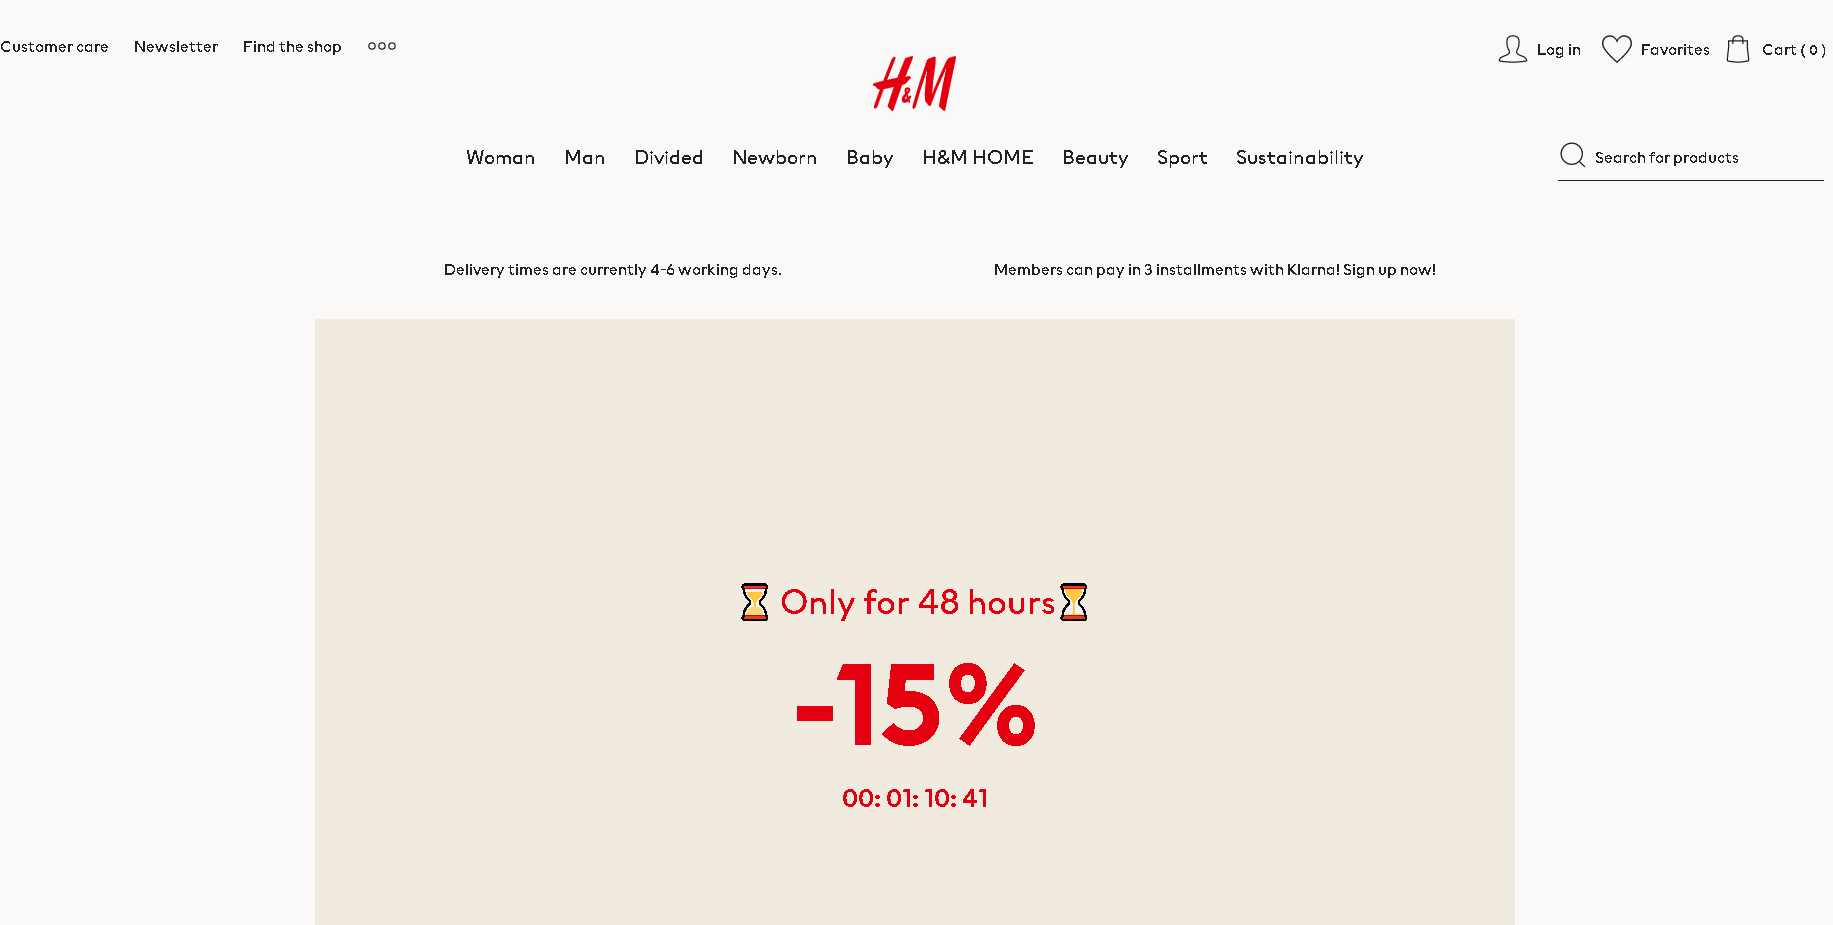 Customer care Newsletter Find the shop
Log in Favorites Cart ( 0 )
H&M
Woman Man Divided Newborn Baby H&M HOME Beauty Sport Sustainability
Search for products
Delivery times are currently 4-6 working days.
Members can pay in 3 installments with Klarna! Sign up now!
Only for 48 hours
-15%
00: 01: 10: 41